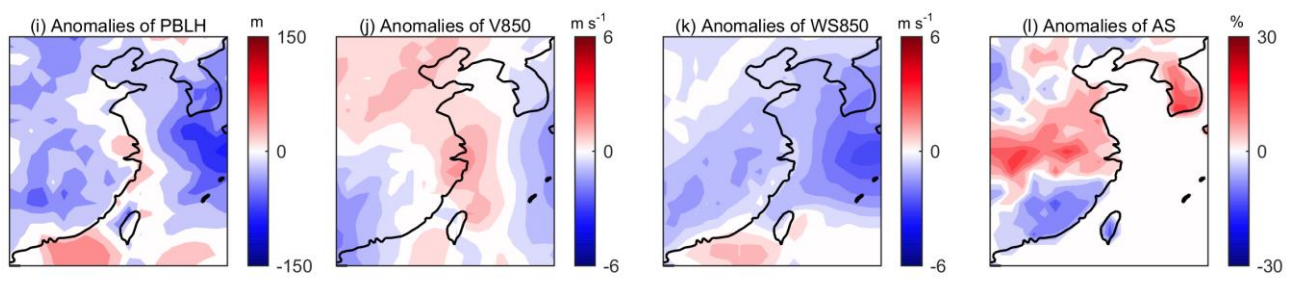 (i) Anomalies of PBLH
m
150
0
-150
(j) Anomalies of V850
m s⁻¹
6
0
-6
(k) Anomalies of WS850
m s⁻¹
6
0
-6
(l) Anomalies of AS
%
30
0
-30